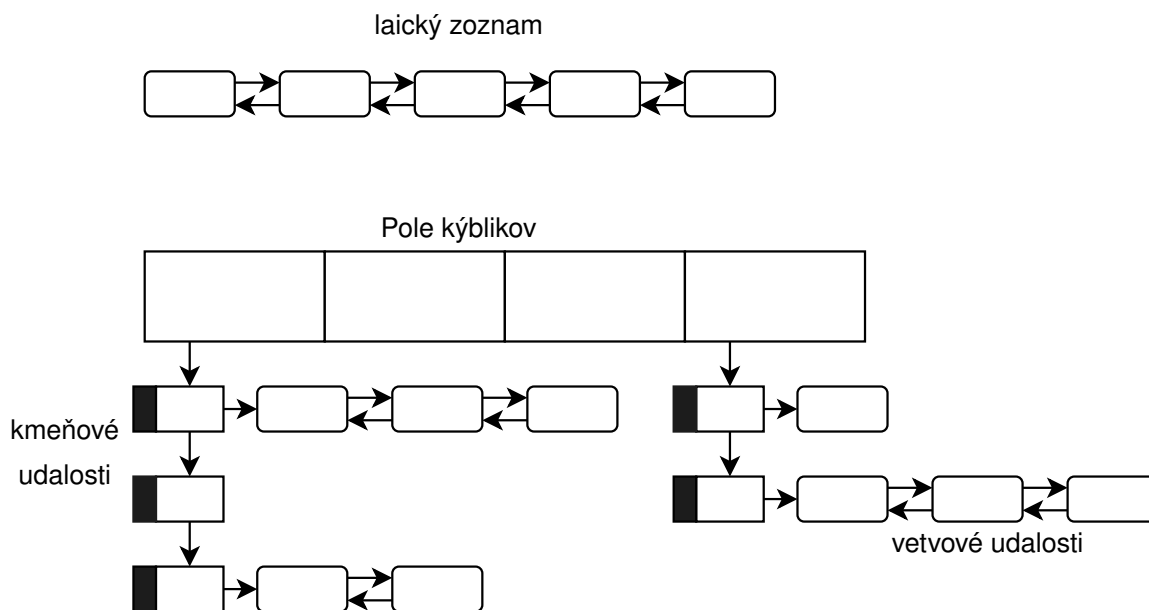 laický zoznam
Pole kýblikov
kmeňové
udalosti
vetvové udalosti